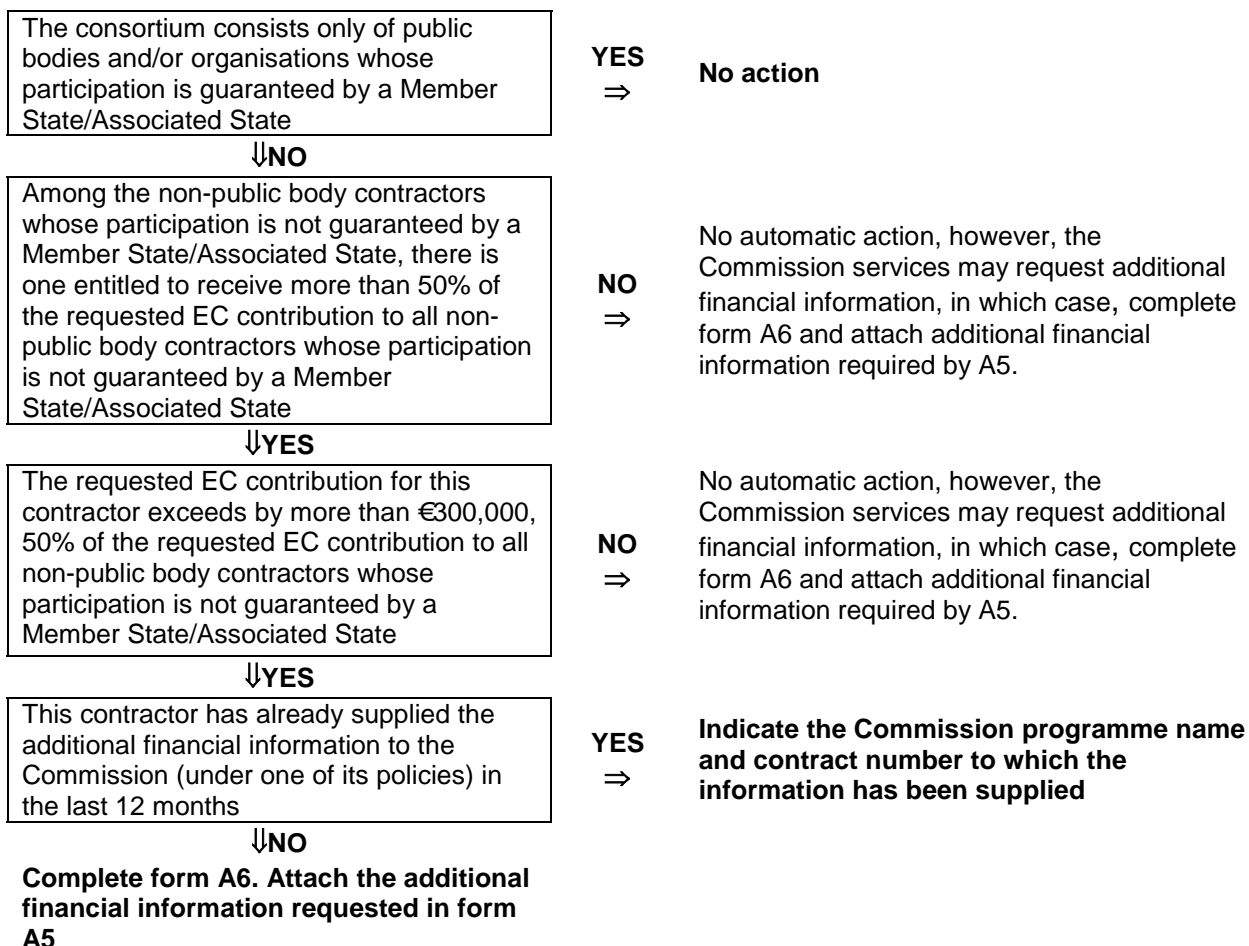 The consortium consists only of public
bodies and/or organisations whose
participation is guaranteed by a Member
State/Associated State
YES
⇒
No action
⇓NO
Among the non-public body contractors
whose participation is not guaranteed by a
Member State/Associated State, there is
one entitled to receive more than 50% of
the requested EC contribution to all non-
public body contractors whose participation
is not guaranteed by a Member
State/Associated State
NO
⇒
No automatic action, however, the
Commission services may request additional
financial information, in which case, complete
form A6 and attach additional financial
information required by A5.
⇓YES
The requested EC contribution for this
contractor exceeds by more than €300,000,
50% of the requested EC contribution to all
non-public body contractors whose
participation is not guaranteed by a
Member State/Associated State
NO
⇒
No automatic action, however, the
Commission services may request additional
financial information, in which case, complete
form A6 and attach additional financial
information required by A5.
⇓YES
This contractor has already supplied the
additional financial information to the
Commission (under one of its policies) in
the last 12 months
YES
⇒
Indicate the Commission programme name
and contract number to which the
information has been supplied
⇓NO
Complete form A6. Attach the additional
financial information requested in form
A5